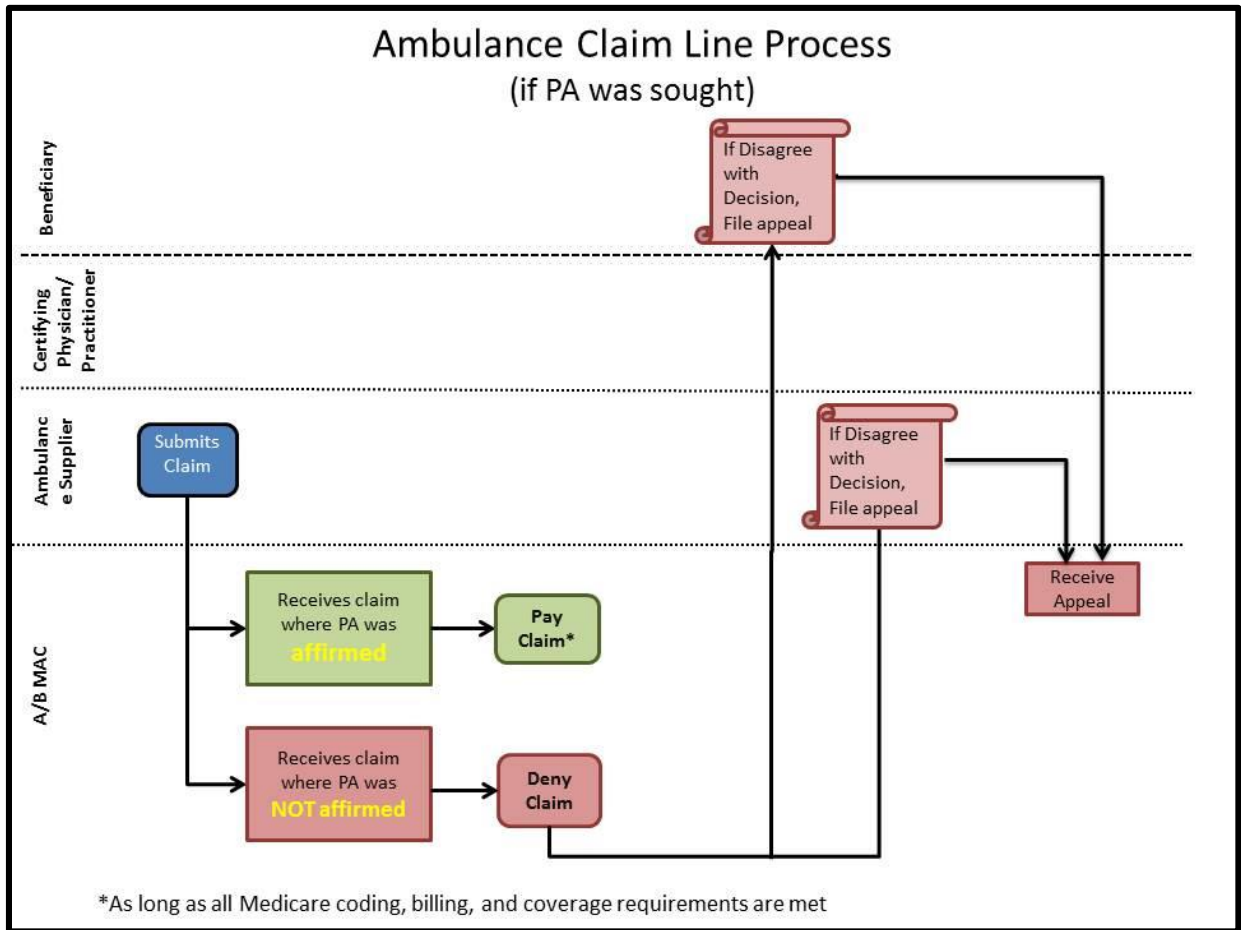 Ambulance Claim Line Process
(if PA was sought)
Beneficiary
If Disagree
with
Decision,
File appeal
Certifying
Physician/
Practitioner
Ambulanc
e Supplier
Submits
Claim
If Disagree
with
Decision,
File appeal
A/B MAC
Receives claim
where PA was
affirmed
Pay
Claim*
Receive
Appeal
Receives claim
where PA was
NOT affirmed
Deny
Claim
*As long as all Medicare coding, billing, and coverage requirements are met